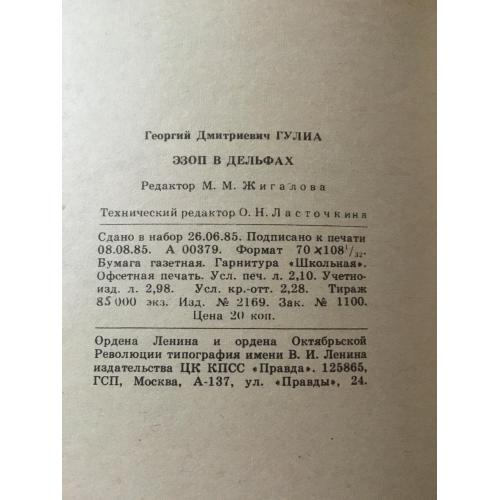 Георгий Дмитриевич ГУЛИА
ЭЗОП В ДЕЛЬФАХ
Редактор М. М. Жигалова
Технический редактор О. Н. Ласточкина
Сдано в набор 26.06.85. Подписано к печати
08.08.85. А 00379. Формат 70×108¹/₃₂.
Бумага газетная. Гарнитура «Школьная».
Офсетная печать. Усл. печ. л. 2,10. Учетно-
изд. л. 2,98. Усл. кр.-отт. 2,28. Тираж
85 000 экз. Изд. № 2169. Зак. № 1100.
Цена 20 коп.
Ордена Ленина и ордена Октябрьской
Революции типография имени В. И. Ленина
издательства ЦК КПСС «Правда». 125865,
ГСП, Москва, А-137, ул. «Правды», 24.